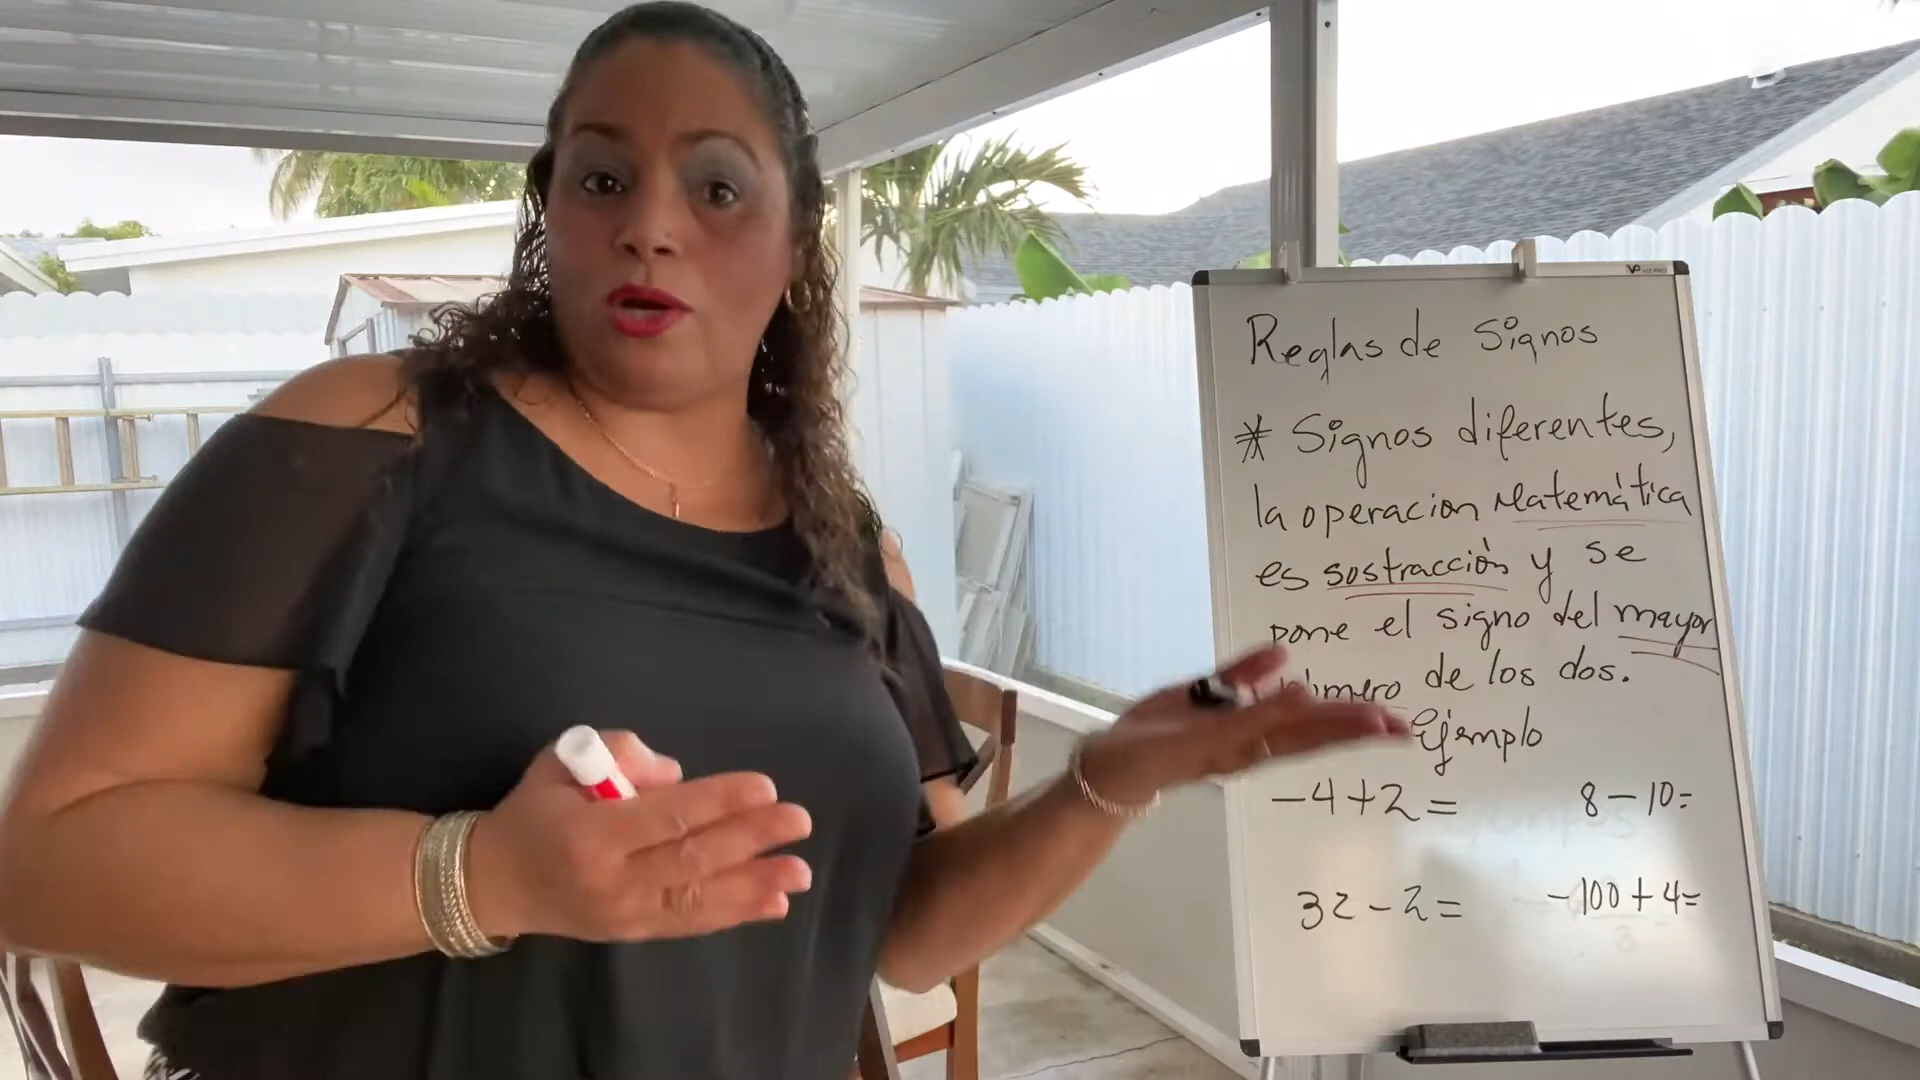 Reglas de Signos
* Signos diferentes,
la operacion Matemática
es sostracción y se
pone el signo del mayor
número de los dos.
Ejemplo
-4+2= 8-10=
32-2= -100+4=